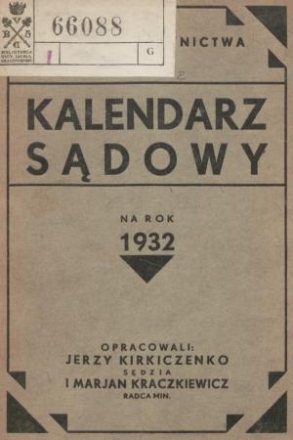 66088
G
NICTWA
KALENDARZ
SĄDOWY
NA ROK
1932
OPRACOWALI:
JERZY KIRKICZENKO
SĘDZIA
I MARJAN KRACZKIEWICZ
RADCA MIN.